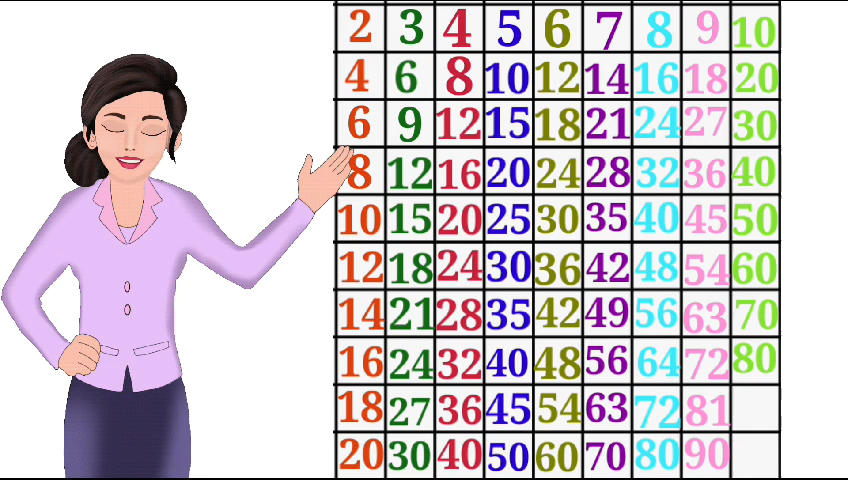 2 3 4 5 6 7 8 9 10
4 6 8 10 12 14 16 18 20
6 9 12 15 18 21 24 27 30
8 12 16 20 24 28 32 36 40
10 15 20 25 30 35 40 45 50
12 18 24 30 36 42 48 54 60
14 21 28 35 42 49 56 63 70
16 24 32 40 48 56 64 72 80
18 27 36 45 54 63 72 81
20 30 40 50 60 70 80 90